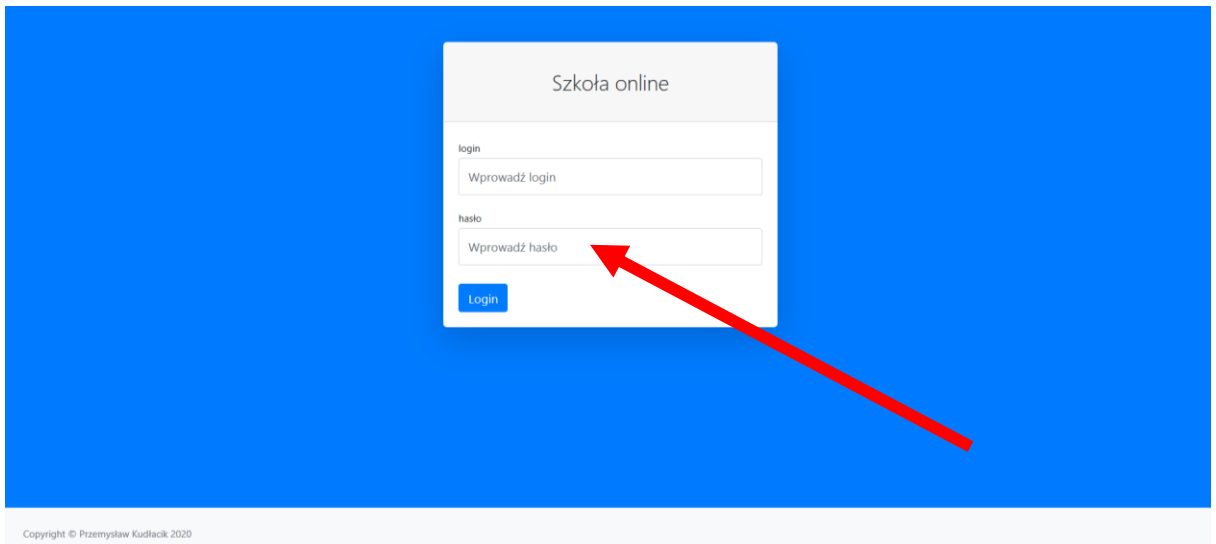 Szkoła online
login
Wprowadź login
hasło
Wprowadź hasło
Login
Copyright © Przemysław Kudłacik 2020